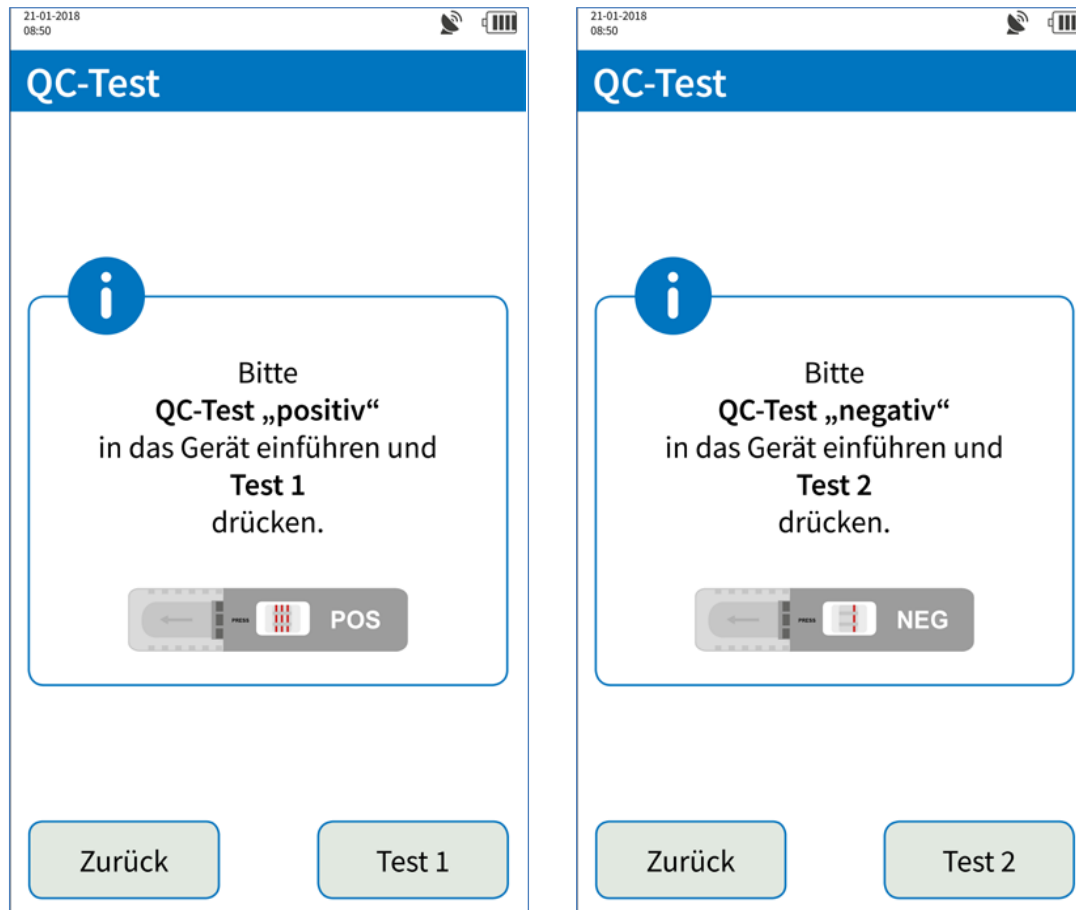 21-01-2018
08:50
QC-Test
Bitte
QC-Test „positiv“
in das Gerät einführen und
Test 1
drücken.
PRESS
POS
Zurück
Test 1
21-01-2018
08:50
QC-Test
Bitte
QC-Test „negativ“
in das Gerät einführen und
Test 2
drücken.
PRESS
NEG
Zurück
Test 2